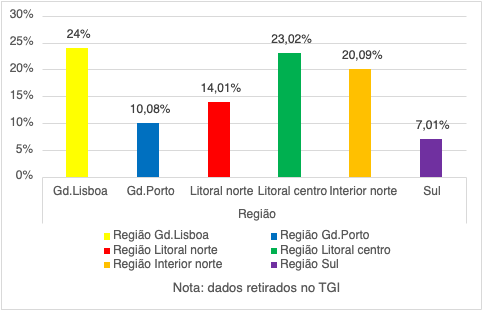 30%
25%
20%
15%
10%
5%
0%
24%
10,08%
14,01%
23,02%
20,09%
7,01%
Gd.Lisboa Gd.Porto Litoral norte Litoral centro Interior norte Sul
Região
Região Gd.Lisboa Região Gd.Porto
Região Litoral norte Região Litoral centro
Região Interior norte Região Sul
Nota: dados retirados no TGI